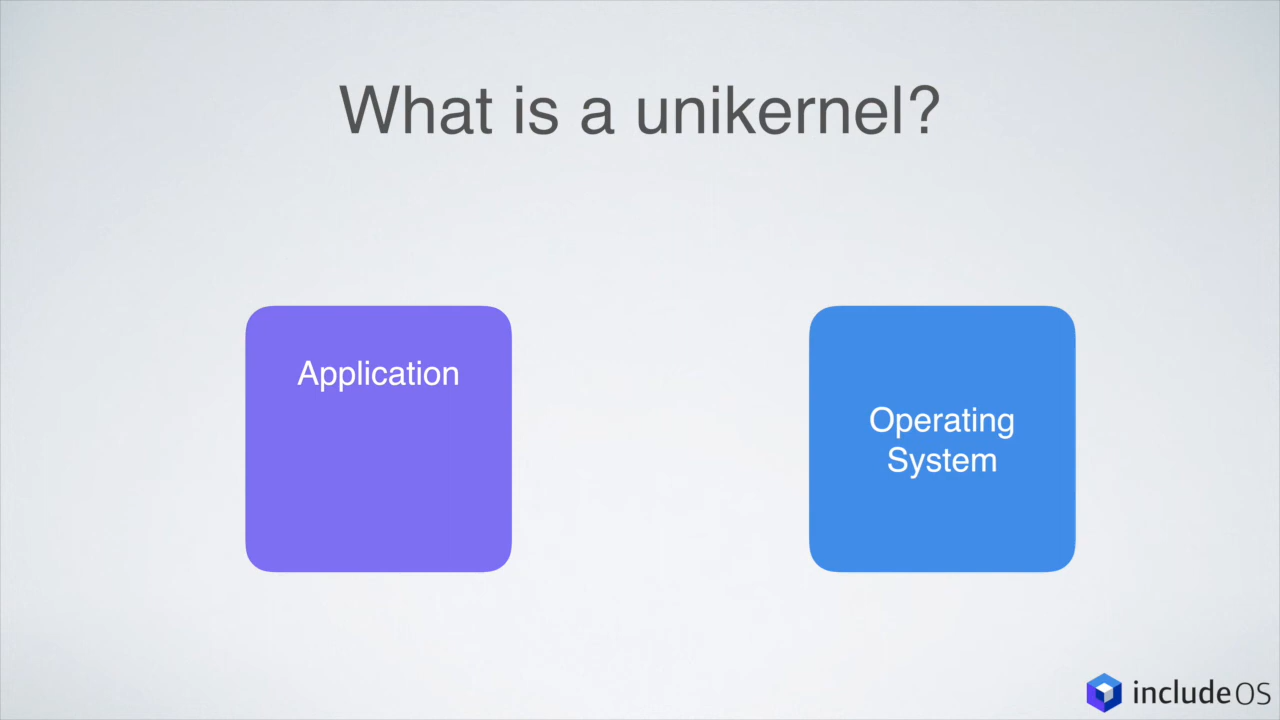 What is a unikernel?
Application
Operating
System
includeOS